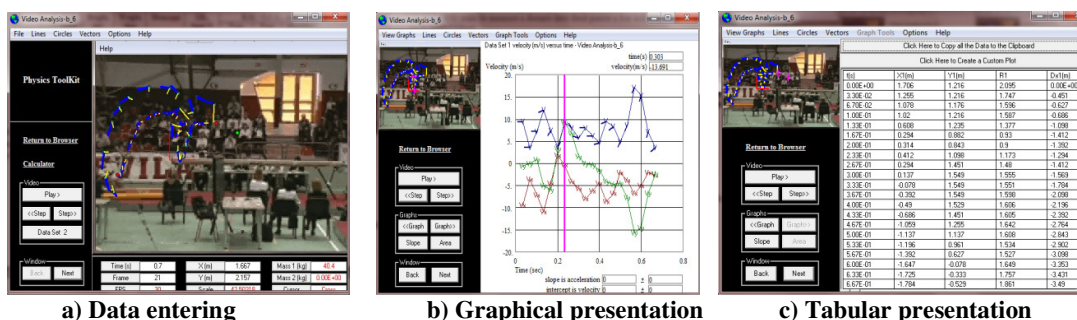 Video Analysis-b_6
File Lines Circles Vectors Options Help
Physics ToolKit
Return to Browser
Calculator
Video
Play>
<<Step Step>>
Data Set 2
Window
Back Next
Time (s) 0.7 X (m) 1.667 Mass 1 (kg) 40.4
Frame 21 Y (m) 2.157 Mass 2 (kg) 0.00E+00
FPS 30 Scale Cursor Cross
a) Data entering
Video Analysis-b_6
View Graphs Lines Circles Vectors Options Help
Data Set 1 velocity (m/s) versus time - Video Analysis-b_6
time(s) 0.303
Velocity (m/s) velocity(m/s) -13.691
20.
15.
10.
5.
0
-5.
-10.
-15.
-20.
0.2 0.4 0.6 0.8 1.0
Time (sec)
slope is acceleration 0 ± 0
intercept is velocity 0 ± 0
Return to Browser
Video
Play>
<<Step Step>>
Graphs
<<Graph Graph>>
Slope Area
Window
Back Next
b) Graphical presentation
Video Analysis-b_6
View Graphs Lines Circles Vectors Graph Tools Options Help
Click Here to Copy all the Data to the Clipboard
Click Here to Create a Custom Plot
t(s) X1(m) Y1(m) R1 Dx1(m)
0.00E+00 1.706 1.216 2.095 0.00E+00
3.30E-02 1.255 1.216 1.747 -0.451
6.70E-02 1.078 1.176 1.596 -0.627
1.00E-01 1.02 1.216 1.587 -0.686
1.33E-01 0.608 1.235 1.377 -1.098
1.67E-01 0.294 0.882 0.93 -1.412
2.00E-01 0.314 0.843 0.9 -1.392
2.33E-01 0.412 1.098 1.173 -1.294
2.67E-01 0.294 1.451 1.48 -1.412
3.00E-01 0.137 1.549 1.555 -1.569
3.33E-01 -0.078 1.549 1.551 -1.784
3.67E-01 -0.392 1.549 1.598 -2.098
4.00E-01 -0.49 1.529 1.606 -2.196
4.33E-01 -0.686 1.451 1.605 -2.392
4.67E-01 -1.059 1.255 1.642 -2.764
5.00E-01 -1.137 1.137 1.608 -2.843
5.33E-01 -1.196 0.961 1.534 -2.902
5.67E-01 -1.392 0.627 1.527 -3.098
6.00E-01 -1.647 -0.078 1.649 -3.353
6.33E-01 -1.725 -0.333 1.757 -3.431
6.67E-01 -1.784 -0.529 1.861 -3.49
Return to Browser
Video
Play>
<<Step Step>>
Graphs
<<Graph Graph>>
Slope Area
Window
Back Next
c) Tabular presentation